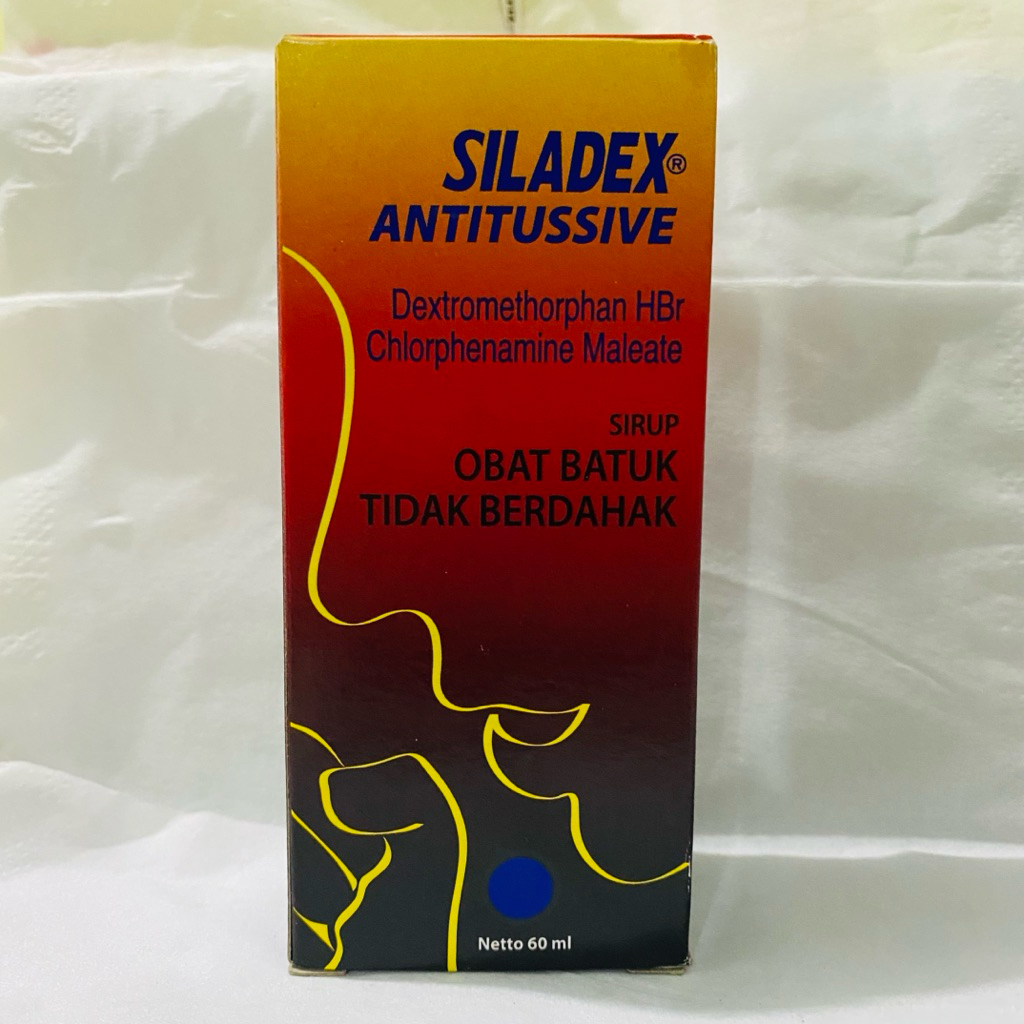 SILADEX®
ANTITUSSIVE
Dextromethorphan HBr
Chlorphenamine Maleate
SIRUP
OBAT BATUK
TIDAK BERDAHAK
Netto 60 ml